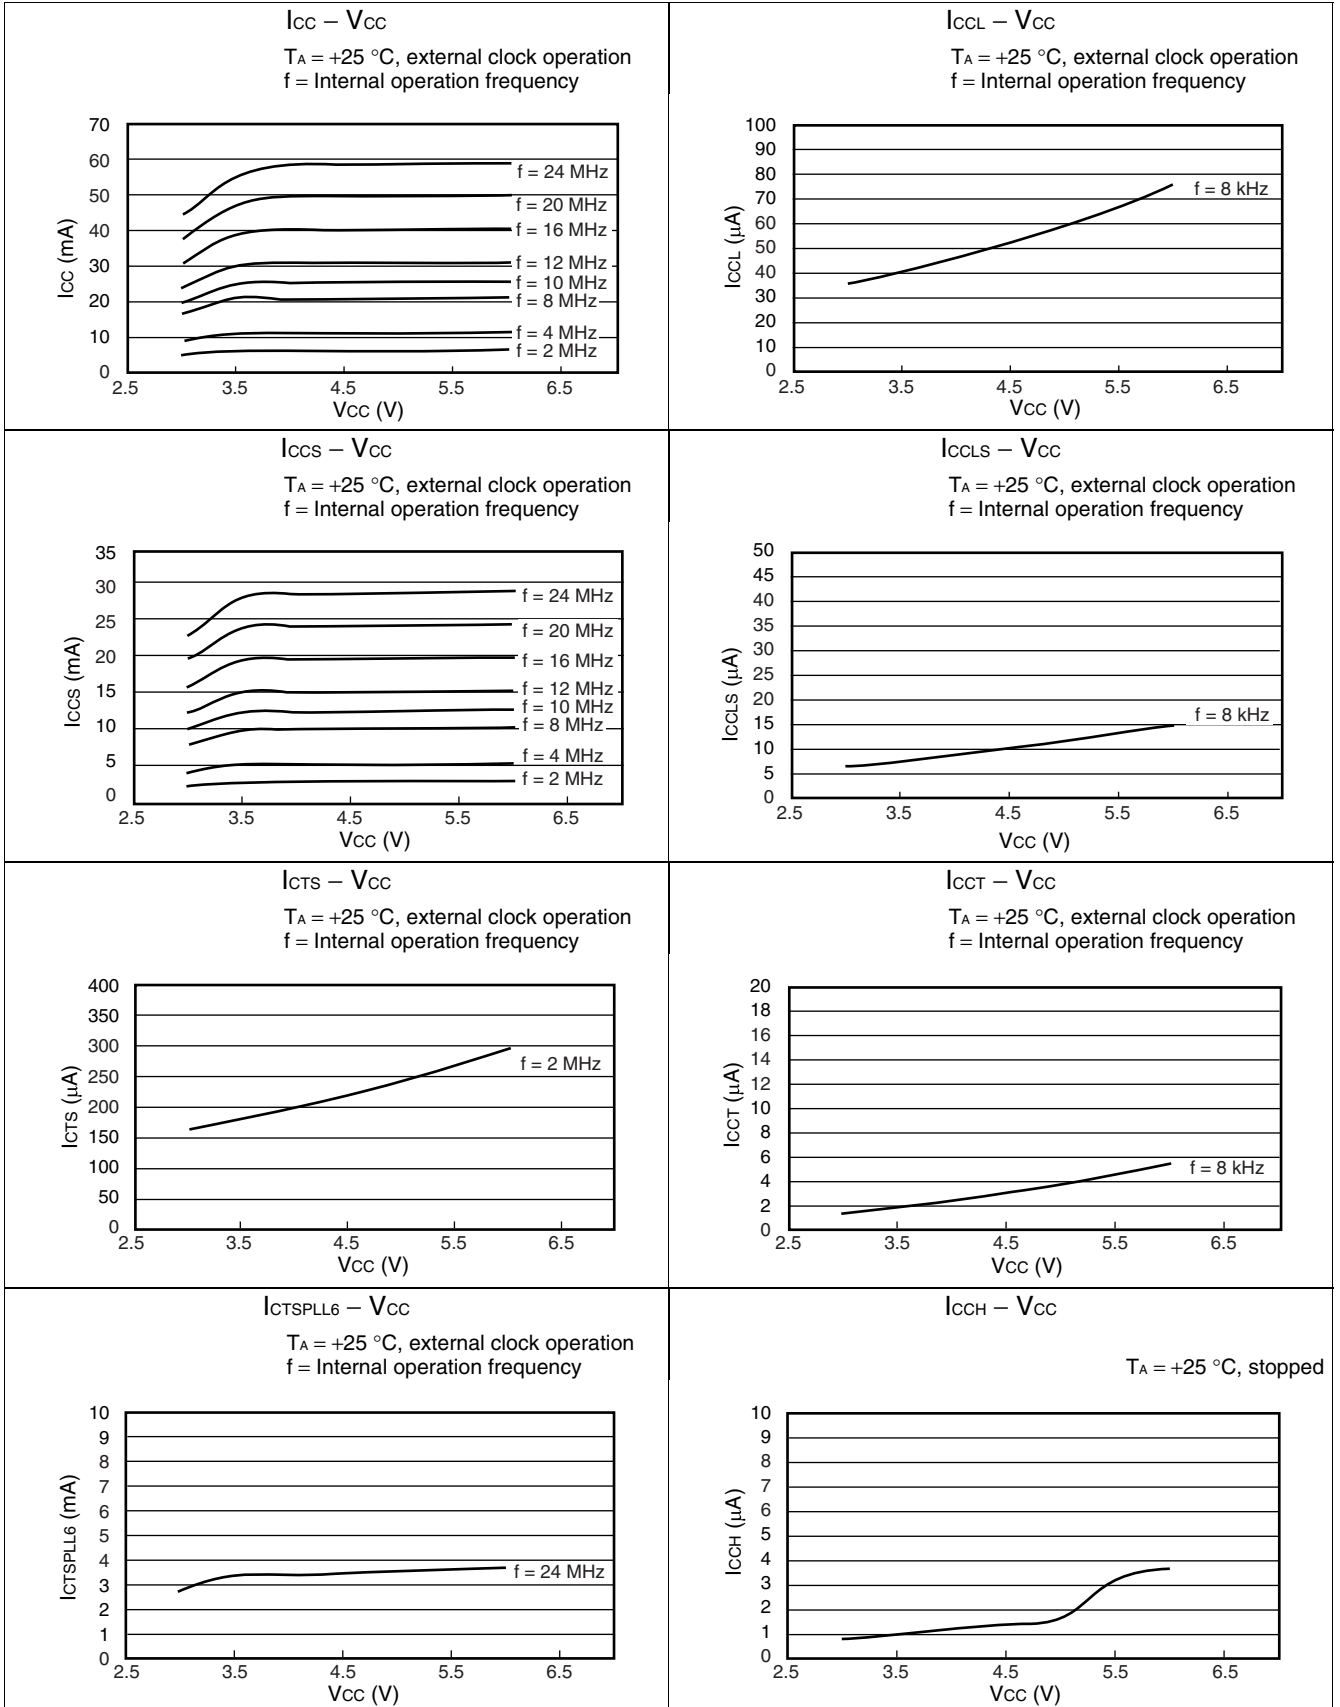 ICC – VCC
TA = +25 °C, external clock operation
f = Internal operation frequency
70
60
50
40
30
20
10
0
ICC (mA)
f = 24 MHz
f = 20 MHz
f = 16 MHz
f = 12 MHz
f = 10 MHz
f = 8 MHz
f = 4 MHz
f = 2 MHz
2.5 3.5 4.5 5.5 6.5
VCC (V)
ICCL – VCC
TA = +25 °C, external clock operation
f = Internal operation frequency
100
90
80
70
60
50
40
30
20
10
0
ICCL (μA)
f = 8 kHz
2.5 3.5 4.5 5.5 6.5
VCC (V)
ICCS – VCC
TA = +25 °C, external clock operation
f = Internal operation frequency
35
30
25
20
15
10
5
0
ICCS (mA)
f = 24 MHz
f = 20 MHz
f = 16 MHz
f = 12 MHz
f = 10 MHz
f = 8 MHz
f = 4 MHz
f = 2 MHz
2.5 3.5 4.5 5.5 6.5
VCC (V)
ICCLS – VCC
TA = +25 °C, external clock operation
f = Internal operation frequency
50
45
40
35
30
25
20
15
10
5
0
ICCLS (μA)
f = 8 kHz
2.5 3.5 4.5 5.5 6.5
VCC (V)
ICTS – VCC
TA = +25 °C, external clock operation
f = Internal operation frequency
400
350
300
250
200
150
100
50
0
ICTS (μA)
f = 2 MHz
2.5 3.5 4.5 5.5 6.5
VCC (V)
ICCT – VCC
TA = +25 °C, external clock operation
f = Internal operation frequency
20
18
16
14
12
10
8
6
4
2
0
ICCT (μA)
f = 8 kHz
2.5 3.5 4.5 5.5 6.5
VCC (V)
ICTSPLL6 – VCC
TA = +25 °C, external clock operation
f = Internal operation frequency
10
9
8
7
6
5
4
3
2
1
0
ICTSPLL6 (mA)
f = 24 MHz
2.5 3.5 4.5 5.5 6.5
VCC (V)
ICCH – VCC
TA = +25 °C, stopped
10
9
8
7
6
5
4
3
2
1
0
ICCH (μA)
2.5 3.5 4.5 5.5 6.5
VCC (V)